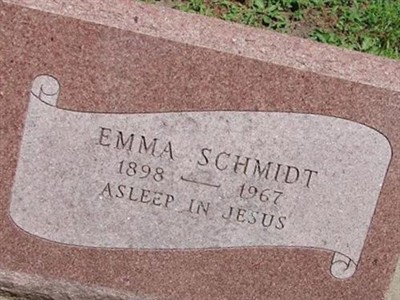 EMMA SCHMIDT
1898 — 1967
ASLEEP IN JESUS